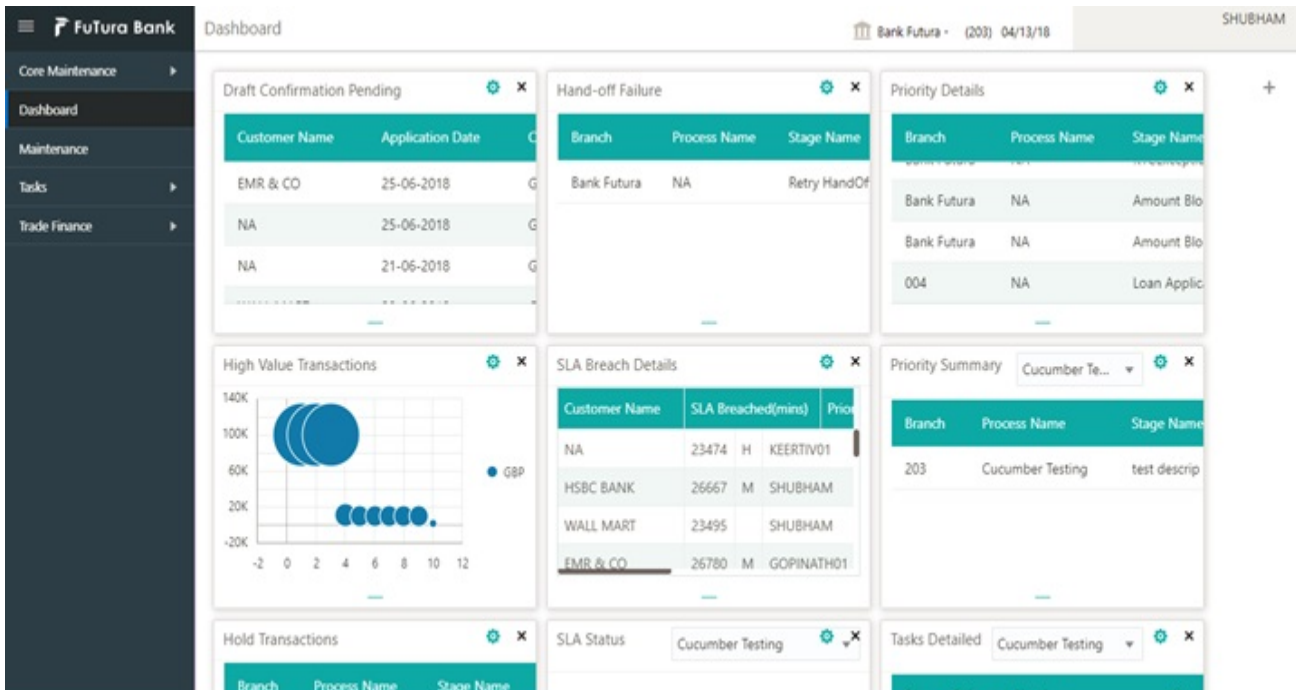 FuTura Bank
Dashboard
Bank Futura -
(203) 04/13/18
SHUBHAM
Core Maintenance
Dashboard
Maintenance
Tasks
Trade Finance
Draft Confirmation Pending
Customer Name Application Date
EMR & CO 25-06-2018 G
NA 25-06-2018 G
NA 21-06-2018 G
Hand-off Failure
Branch Process Name Stage Name
Bank Futura NA Retry HandOf
Priority Details
Branch Process Name Stage Name
Bank Futura NA Amount Blo
Bank Futura NA Amount Blo
004 NA Loan Applic
High Value Transactions
140K
100K
60K
20K
-20K
-2 0 2 4 6 8 10 12
GBP
SLA Breach Details
Customer Name SLA Breached(mins) Prior
NA 23474 H KEERTIV01
HSBC BANK 26667 M SHUBHAM
WALL MART 23495 SHUBHAM
EMR & CO 26780 M GOPINATH01
Priority Summary Cucumber Te...
Branch Process Name Stage Name
203 Cucumber Testing test descrip
Hold Transactions
Branch Process Name Stage Name
SLA Status Cucumber Testing
Tasks Detailed Cucumber Testing